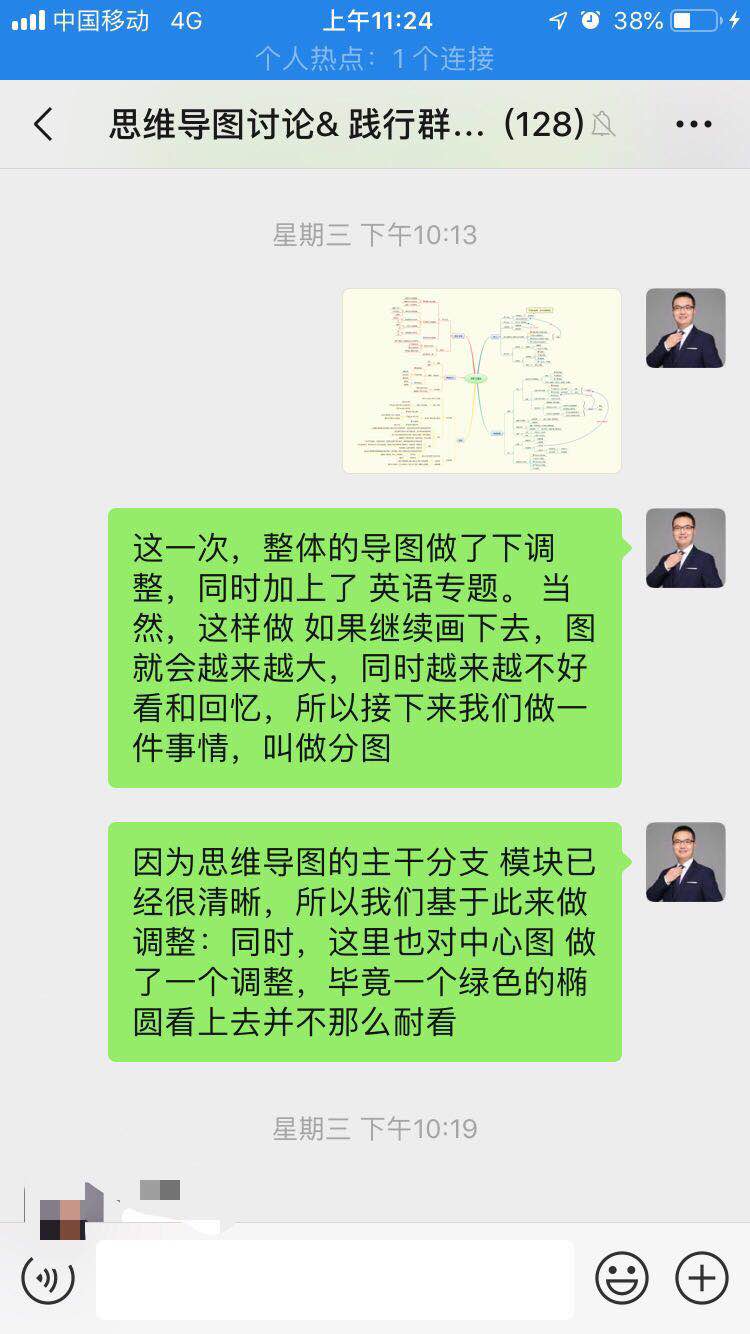 中国移动 4G 上午11:24 38%
个人热点：1 个连接
思维导图讨论& 践行群... (128)
星期三 下午10:13
这一次，整体的导图做了下调
整，同时加上了 英语专题。 当
然，这样做 如果继续画下去，图
就会越来越大，同时越来越不好
看和回忆，所以接下来我们做一
件事情，叫做分图
因为思维导图的主干分支 模块已
经很清晰，所以我们基于此来做
调整：同时，这里也对中心图 做
了一个调整，毕竟一个绿色的椭
圆看上去并不那么耐看
星期三 下午10:19